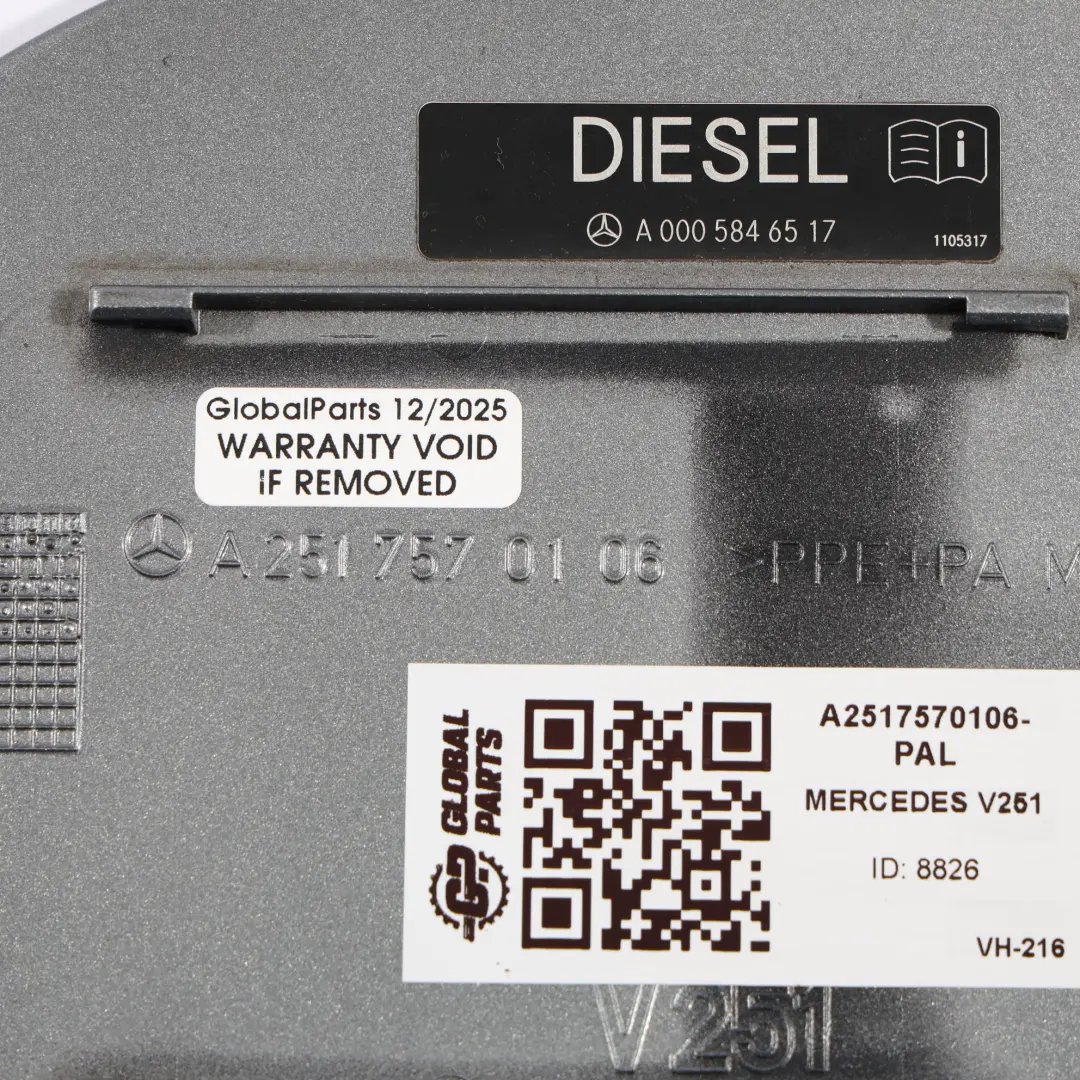 DIESEL
A 000 584 65 17
1105317
GlobalParts 12/2025
WARRANTY VOID
IF REMOVED
A 251 757 01 06 >PPE+PA M
GLOBAL
PARTS
A2517570106-
PAL
MERCEDES V251
ID: 8826
VH-216
V251